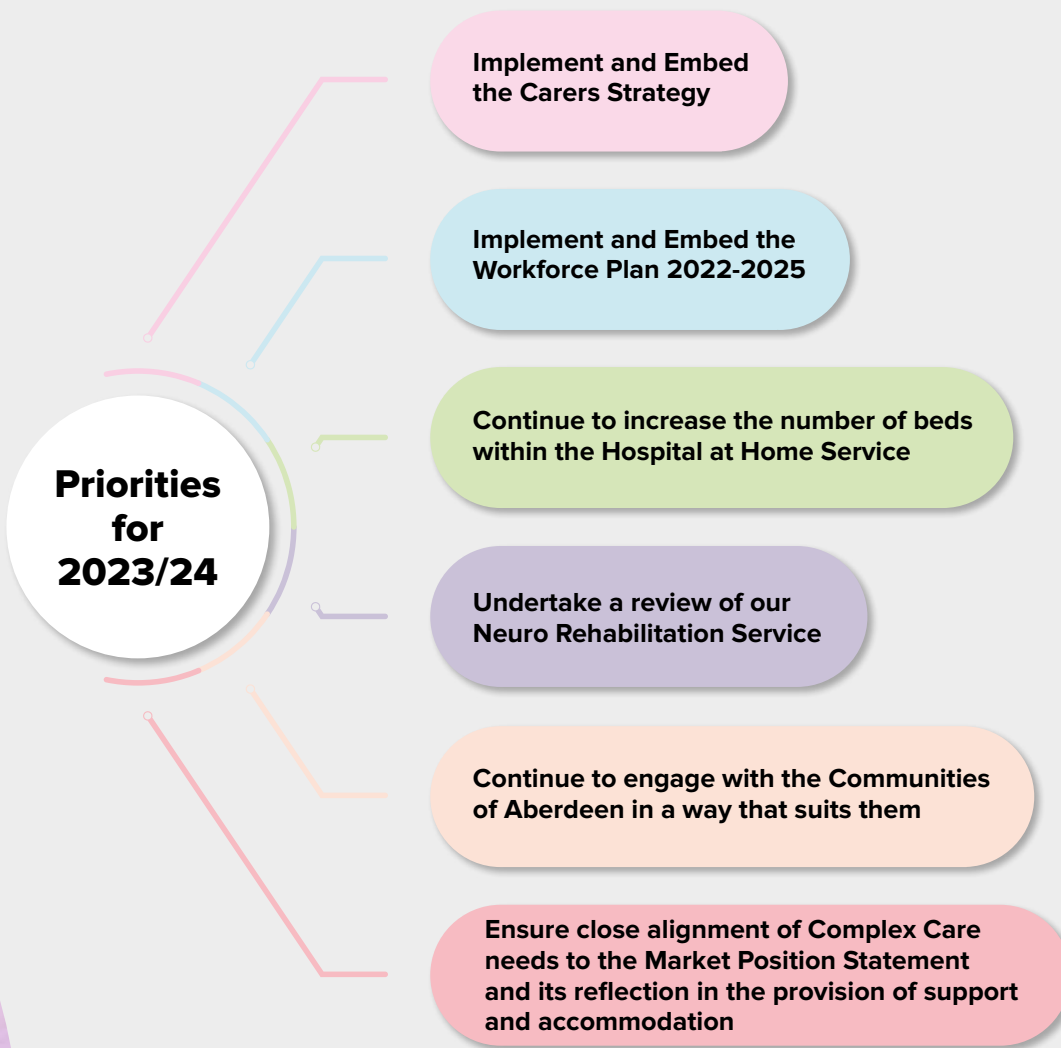 Implement and Embed
the Carers Strategy
Implement and Embed the
Workforce Plan 2022-2025
Continue to increase the number of beds
within the Hospital at Home Service
Priorities
for
2023/24
Undertake a review of our
Neuro Rehabilitation Service
Continue to engage with the Communities
of Aberdeen in a way that suits them
Ensure close alignment of Complex Care
needs to the Market Position Statement
and its reflection in the provision of support
and accommodation